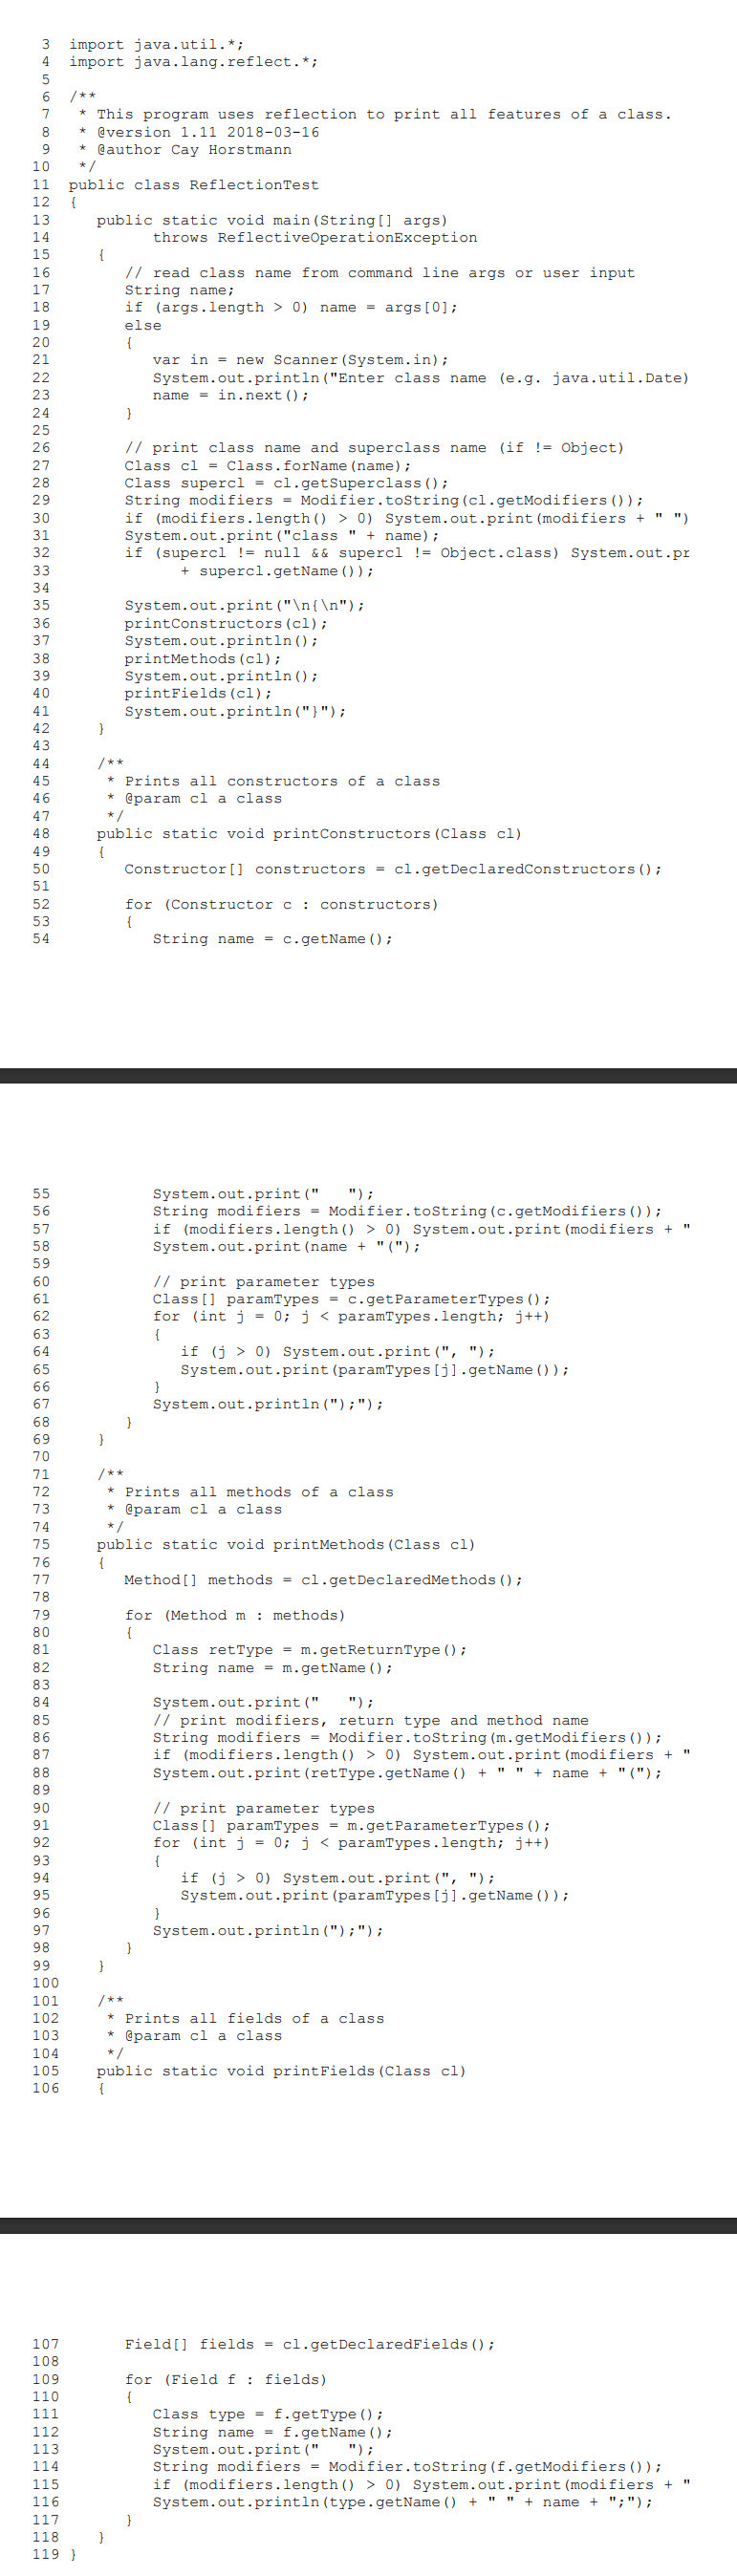 3 import java.util.*;
4 import java.lang.reflect.*;
5
6 /**
7  * This program uses reflection to print all features of a class.
8  * @version 1.11 2018-03-16
9  * @author Cay Horstmann
10  */
11 public class ReflectionTest
12 {
13    public static void main(String[] args)
14          throws ReflectiveOperationException
15    {
16       // read class name from command line args or user input
17       String name;
18       if (args.length > 0) name = args[0];
19       else
20       {
21          var in = new Scanner(System.in);
22          System.out.println("Enter class name (e.g. java.util.Date)
23          name = in.next();
24       }
25
26       // print class name and superclass name (if != Object)
27       Class cl = Class.forName(name);
28       Class supercl = cl.getSuperclass();
29       String modifiers = Modifier.toString(cl.getModifiers());
30       if (modifiers.length() > 0) System.out.print(modifiers + " ")
31       System.out.print("class " + name);
32       if (supercl != null && supercl != Object.class) System.out.pr
33             + supercl.getName());
34
35       System.out.print("\n{\n");
36       printConstructors(cl);
37       System.out.println();
38       printMethods(cl);
39       System.out.println();
40       printFields(cl);
41       System.out.println("}");
42    }
43
44    /**
45     * Prints all constructors of a class
46     * @param cl a class
47     */
48    public static void printConstructors(Class cl)
49    {
50       Constructor[] constructors = cl.getDeclaredConstructors();
51
52       for (Constructor c : constructors)
53       {
54          String name = c.getName();
55          System.out.print("   ");
56          String modifiers = Modifier.toString(c.getModifiers());
57          if (modifiers.length() > 0) System.out.print(modifiers + "
58          System.out.print(name + "(");
59
60          // print parameter types
61          Class[] paramTypes = c.getParameterTypes();
62          for (int j = 0; j < paramTypes.length; j++)
63          {
64             if (j > 0) System.out.print(", ");
65             System.out.print(paramTypes[j].getName());
66          }
67          System.out.println(");");
68       }
69    }
70
71    /**
72     * Prints all methods of a class
73     * @param cl a class
74     */
75    public static void printMethods(Class cl)
76    {
77       Method[] methods = cl.getDeclaredMethods();
78
79       for (Method m : methods)
80       {
81          Class retType = m.getReturnType();
82          String name = m.getName();
83
84          System.out.print("   ");
85          // print modifiers, return type and method name
86          String modifiers = Modifier.toString(m.getModifiers());
87          if (modifiers.length() > 0) System.out.print(modifiers + "
88          System.out.print(retType.getName() + " " + name + "(");
89
90          // print parameter types
91          Class[] paramTypes = m.getParameterTypes();
92          for (int j = 0; j < paramTypes.length; j++)
93          {
94             if (j > 0) System.out.print(", ");
95             System.out.print(paramTypes[j].getName());
96          }
97          System.out.println(");");
98       }
99    }
100
101    /**
102     * Prints all fields of a class
103     * @param cl a class
104     */
105    public static void printFields(Class cl)
106    {
107       Field[] fields = cl.getDeclaredFields();
108
109       for (Field f : fields)
110       {
111          Class type = f.getType();
112          String name = f.getName();
113          System.out.print("   ");
114          String modifiers = Modifier.toString(f.getModifiers());
115          if (modifiers.length() > 0) System.out.print(modifiers + "
116          System.out.println(type.getName() + " " + name + ";");
117       }
118    }
119 }